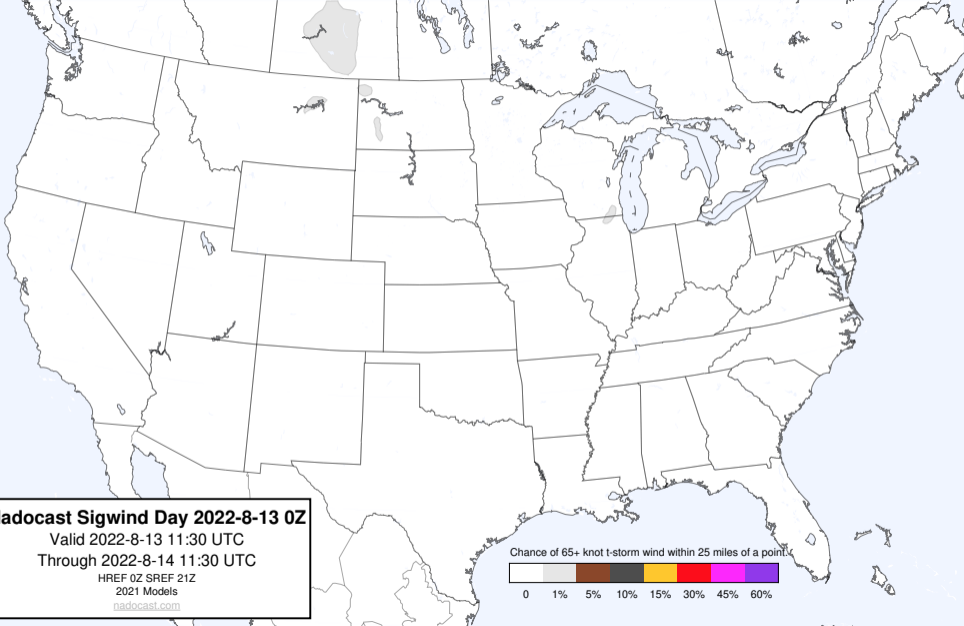 adocast Sigwind Day 2022-8-13 0Z
Valid 2022-8-13 11:30 UTC
Through 2022-8-14 11:30 UTC
HREF 0Z SREF 21Z
2021 Models
nadocast.com
Chance of 65+ knot t-storm wind within 25 miles of a point.
0 1% 5% 10% 15% 30% 45% 60%